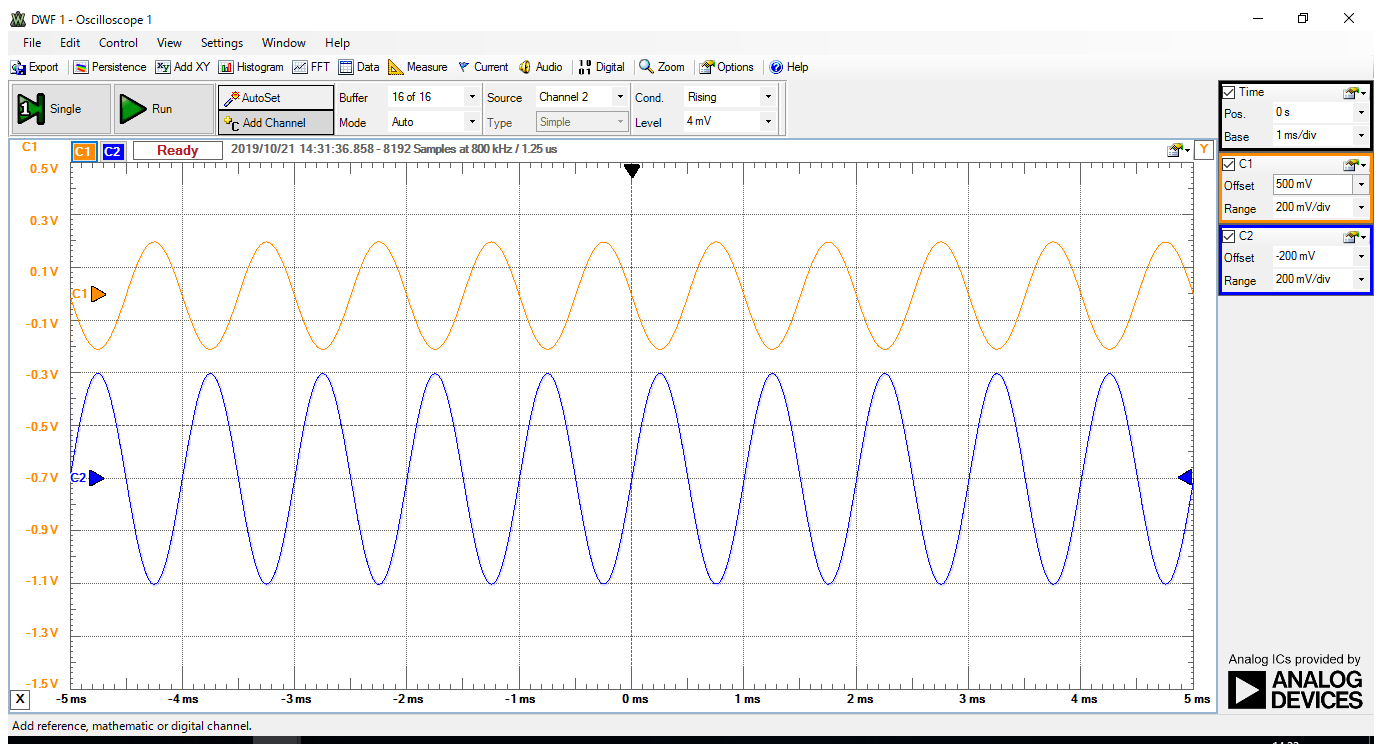 DWF 1 - Oscilloscope 1
File Edit Control View Settings Window Help
Export Persistence Add XY Histogram FFT Data Measure Current Audio Digital Zoom Options Help
1 Single Run AutoSet Buffer 16 of 16 Source Channel 2 Cond. Rising
Add Channel Mode Auto Type Simple Level 4 mV
C1 C1 C2 Ready 2019/10/21 14:31:36.858 - 8192 Samples at 800 kHz / 1.25 us Y
0.5 V
0.3 V
0.1 V
C1
-0.1 V
-0.3 V
-0.5 V
-0.7 V
C2
-0.9 V
-1.1 V
-1.3 V
-1.5 V
X -5 ms -4 ms -3 ms -2 ms -1 ms 0 ms 1 ms 2 ms 3 ms 4 ms 5 ms
Time
Pos. 0 s
Base 1 ms/div
C1
Offset 500 mV
Range 200 mV/div
C2
Offset -200 mV
Range 200 mV/div
Analog ICs provided by
ANALOG
DEVICES
Add reference, mathematic or digital channel.